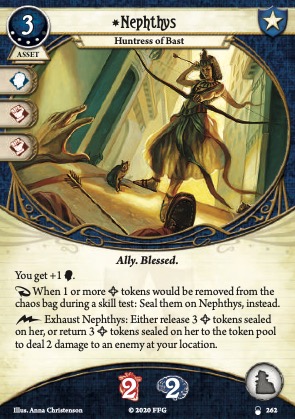 3
*Nephthys
Huntress of Bast
ASSET
Ally. Blessed.
You get +1 .
When 1 or more tokens would be removed from the
chaos bag during a skill test: Seal them on Nephthys, instead.
Exhaust Nephthys: Either release 3 tokens sealed
on her, or return 3 tokens sealed on her to the token pool
to deal 2 damage to an enemy at your location.
2 2
Illus. Anna Christenson © 2020 FFG 262